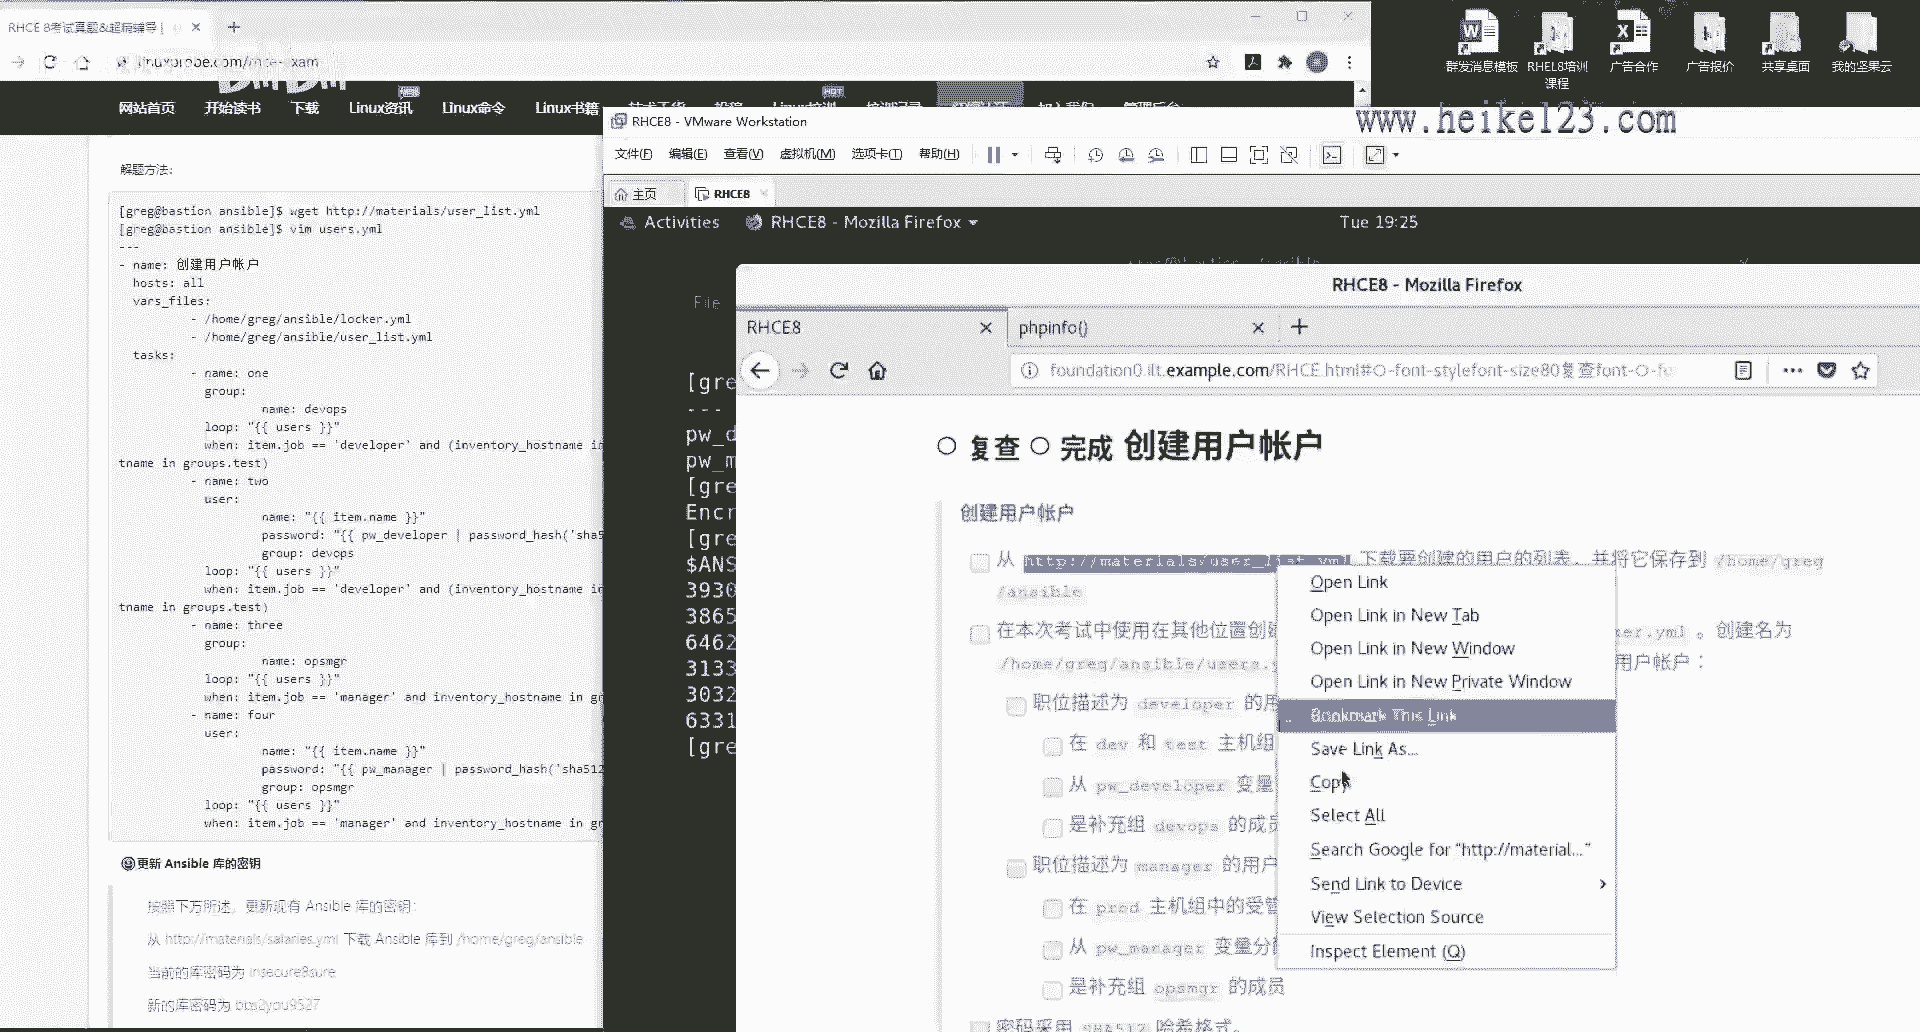 RHCE 8考试真题&超精辅导
linuxprobe.com/rhce-exam
网站首页 开始读书 下载 Linux资讯 Linux命令 Linux书籍
HOT
群发消息模板
RHEL8培训课程
广告合作
广告报价
共享桌面
我的坚果云
www.heike123.com
解题方法:
[greg@bastion ansible]$ wget http://materials/user_list.yml
[greg@bastion ansible]$ vim users.yml
---
- name: 创建用户帐户
hosts: all
vars_files:
- /home/greg/ansible/locker.yml
- /home/greg/ansible/user_list.yml
tasks:
- name: one
group:
name: devops
loop: "{{ users }}"
when: item.job == 'developer' and (inventory_hostname in
tname in groups.test)
- name: two
user:
name: "{{ item.name }}"
password: "{{ pw_developer | password_hash('sha5
group: devops
loop: "{{ users }}"
when: item.job == 'developer' and (inventory_hostname in
tname in groups.test)
- name: three
group:
name: opsmgr
loop: "{{ users }}"
when: item.job == 'manager' and inventory_hostname in gr
- name: four
user:
name: "{{ item.name }}"
password: "{{ pw_manager | password_hash('sha512
group: opsmgr
loop: "{{ users }}"
when: item.job == 'manager' and inventory_hostname in gr
更新 Ansible 库的密钥
按照下方所述，更新现有 Ansible 库的密钥:
从 http://materials/salaries.yml 下载 Ansible 库到 /home/greg/ansible
当前的库密码为 insecure8sure
新的库密码为 bbs2you9527
RHCE8 - VMware Workstation
文件(F) 编辑(E) 查看(V) 虚拟机(M) 选项卡(T) 帮助(H)
主页 RHCE8
Activities RHCE8 - Mozilla Firefox Tue 19:25
File
[gre
---
pw_d
pw_m
[gre
Encr
[gre
$ANS
3930
3865
6462
3133
3032
6331
[gre
RHCE8 - Mozilla Firefox
RHCE8 phpinfo()
foundation0.ilt.example.com/RHCE.html#O-font-stylefont-size80复查font-O-fo
复查 完成 创建用户帐户
创建用户帐户
从 http://materials/user_list.yml 下载要创建的用户的列表，并将它保存到 /home/greg
/ansible
在本次考试中使用在其他位置创建 ker.yml 。创建名为
/home/greg/ansible/users.y 用户帐户：
职位描述为 developer 的用
在 dev 和 test 主机组
从 pw_developer 变量
是补充组 devops 的成员
职位描述为 manager 的用户
在 prod 主机组中的受管
从 pw_manager 变量分
是补充组 opsmgr 的成员
密码采用 SHA512 哈希格式。
Open Link
Open Link in New Tab
Open Link in New Window
Open Link in New Private Window
Bookmark This Link
Save Link As...
Copy
Select All
Search Google for “http://material...”
Send Link to Device
View Selection Source
Inspect Element (Q)